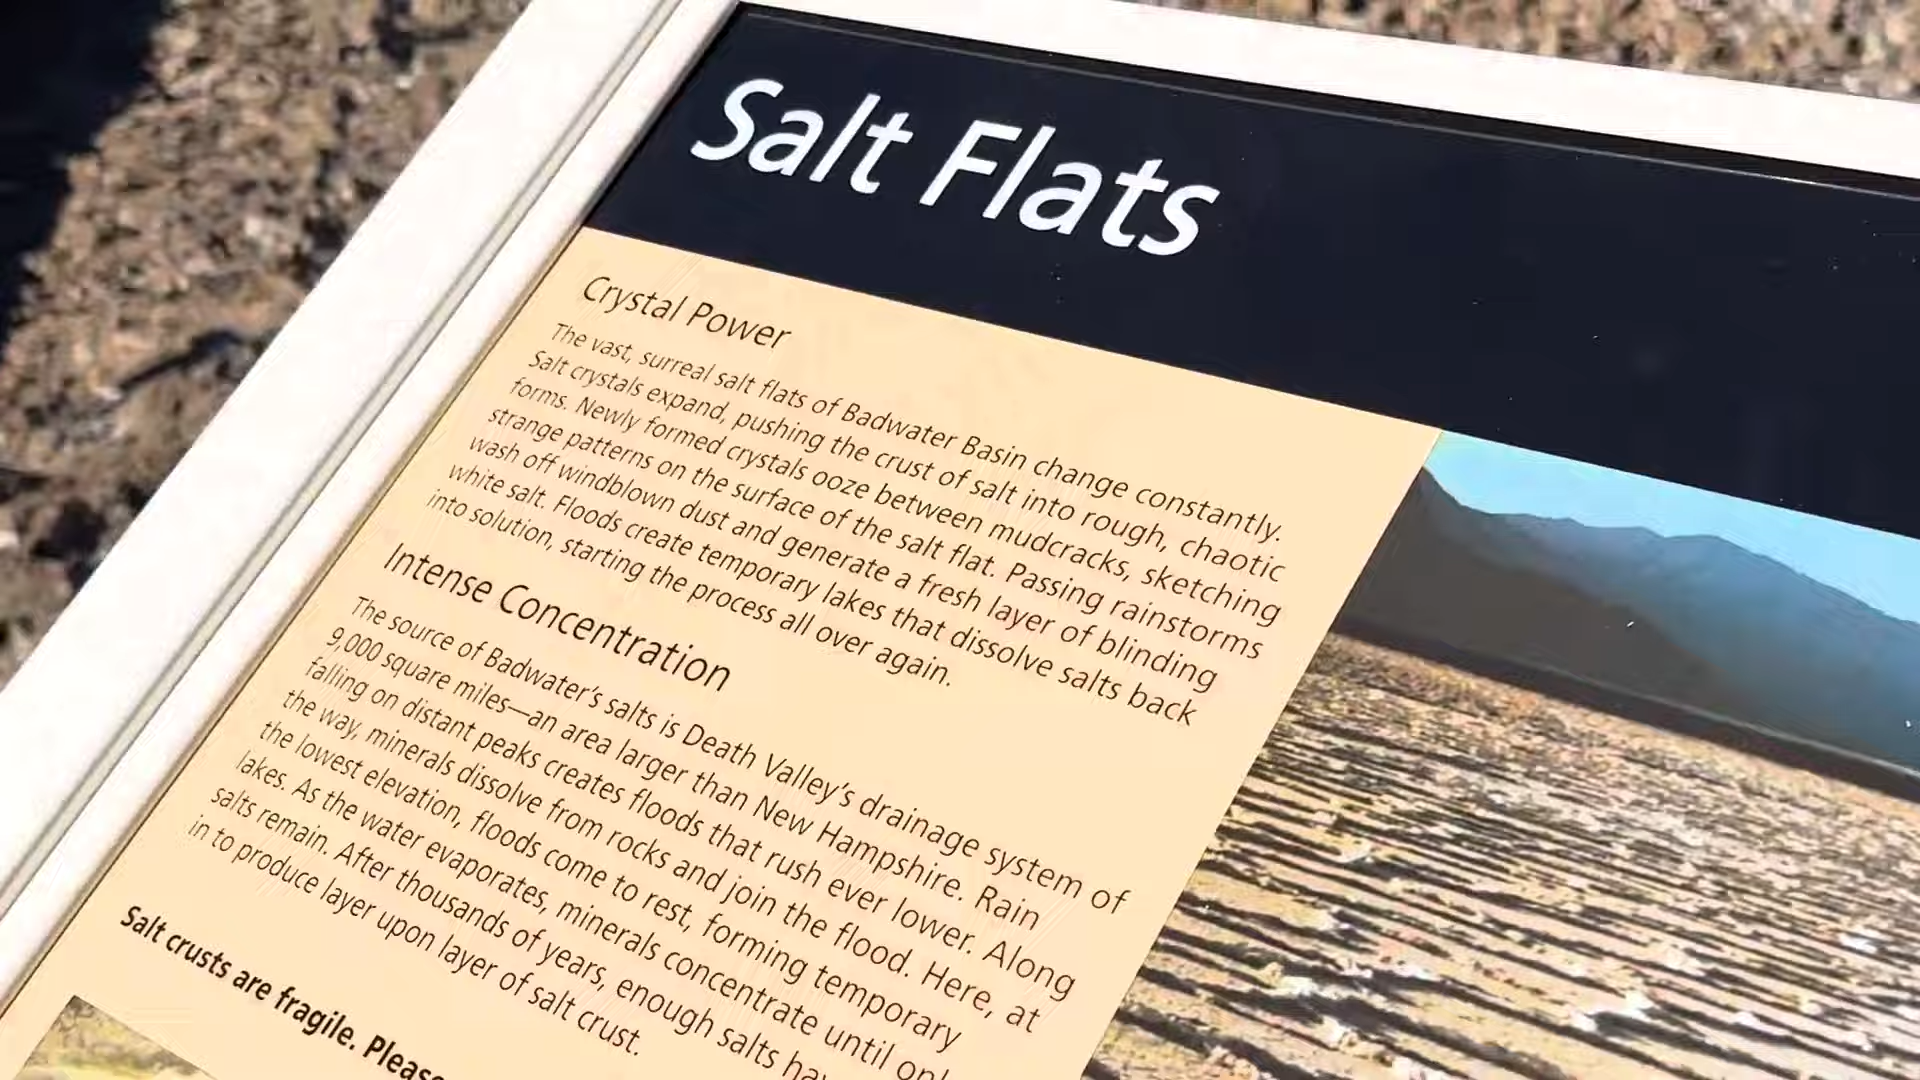 Salt Flats
Crystal Power
The vast, surreal salt flats of Badwater Basin change constantly.
Salt crystals expand, pushing the crust of salt into rough, chaotic
forms. Newly formed crystals ooze between mudcracks, sketching
strange patterns on the surface of the salt flat. Passing rainstorms
wash off windblown dust and generate a fresh layer of blinding
white salt. Floods create temporary lakes that dissolve salts back
into solution, starting the process all over again.
Intense Concentration
The source of Badwater's salts is Death Valley's drainage system of
9,000 square miles—an area larger than New Hampshire. Rain
falling on distant peaks creates floods that rush ever lower. Along
the way, minerals dissolve from rocks and join the flood. Here, at
the lowest elevation, floods come to rest, forming temporary
lakes. As the water evaporates, minerals concentrate until
salts remain. After thousands of years, enough salts
in to produce layer upon layer of salt crust.
Salt crusts are fragile. Please